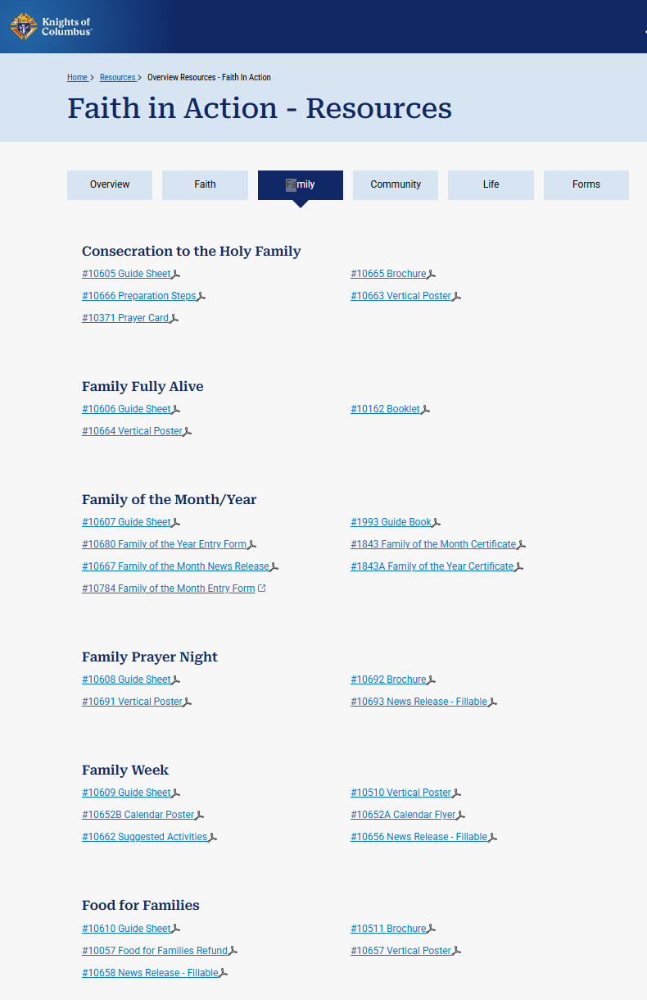 Knights of
Columbus
Home > Resources > Overview Resources - Faith In Action
Faith in Action - Resources
Overview Faith Family Community Life Forms
Consecration to the Holy Family
#10605 Guide Sheet #10665 Brochure
#10666 Preparation Steps #10663 Vertical Poster
#10371 Prayer Card
Family Fully Alive
#10606 Guide Sheet #10162 Booklet
#10664 Vertical Poster
Family of the Month/Year
#10607 Guide Sheet #1993 Guide Book
#10680 Family of the Year Entry Form #1843 Family of the Month Certificate
#10667 Family of the Month News Release #1843A Family of the Year Certificate
#10784 Family of the Month Entry Form
Family Prayer Night
#10608 Guide Sheet #10692 Brochure
#10691 Vertical Poster #10693 News Release - Fillable
Family Week
#10609 Guide Sheet #10510 Vertical Poster
#10652B Calendar Poster #10652A Calendar Flyer
#10662 Suggested Activities #10656 News Release - Fillable
Food for Families
#10610 Guide Sheet #10511 Brochure
#10057 Food for Families Refund #10657 Vertical Poster
#10658 News Release - Fillable